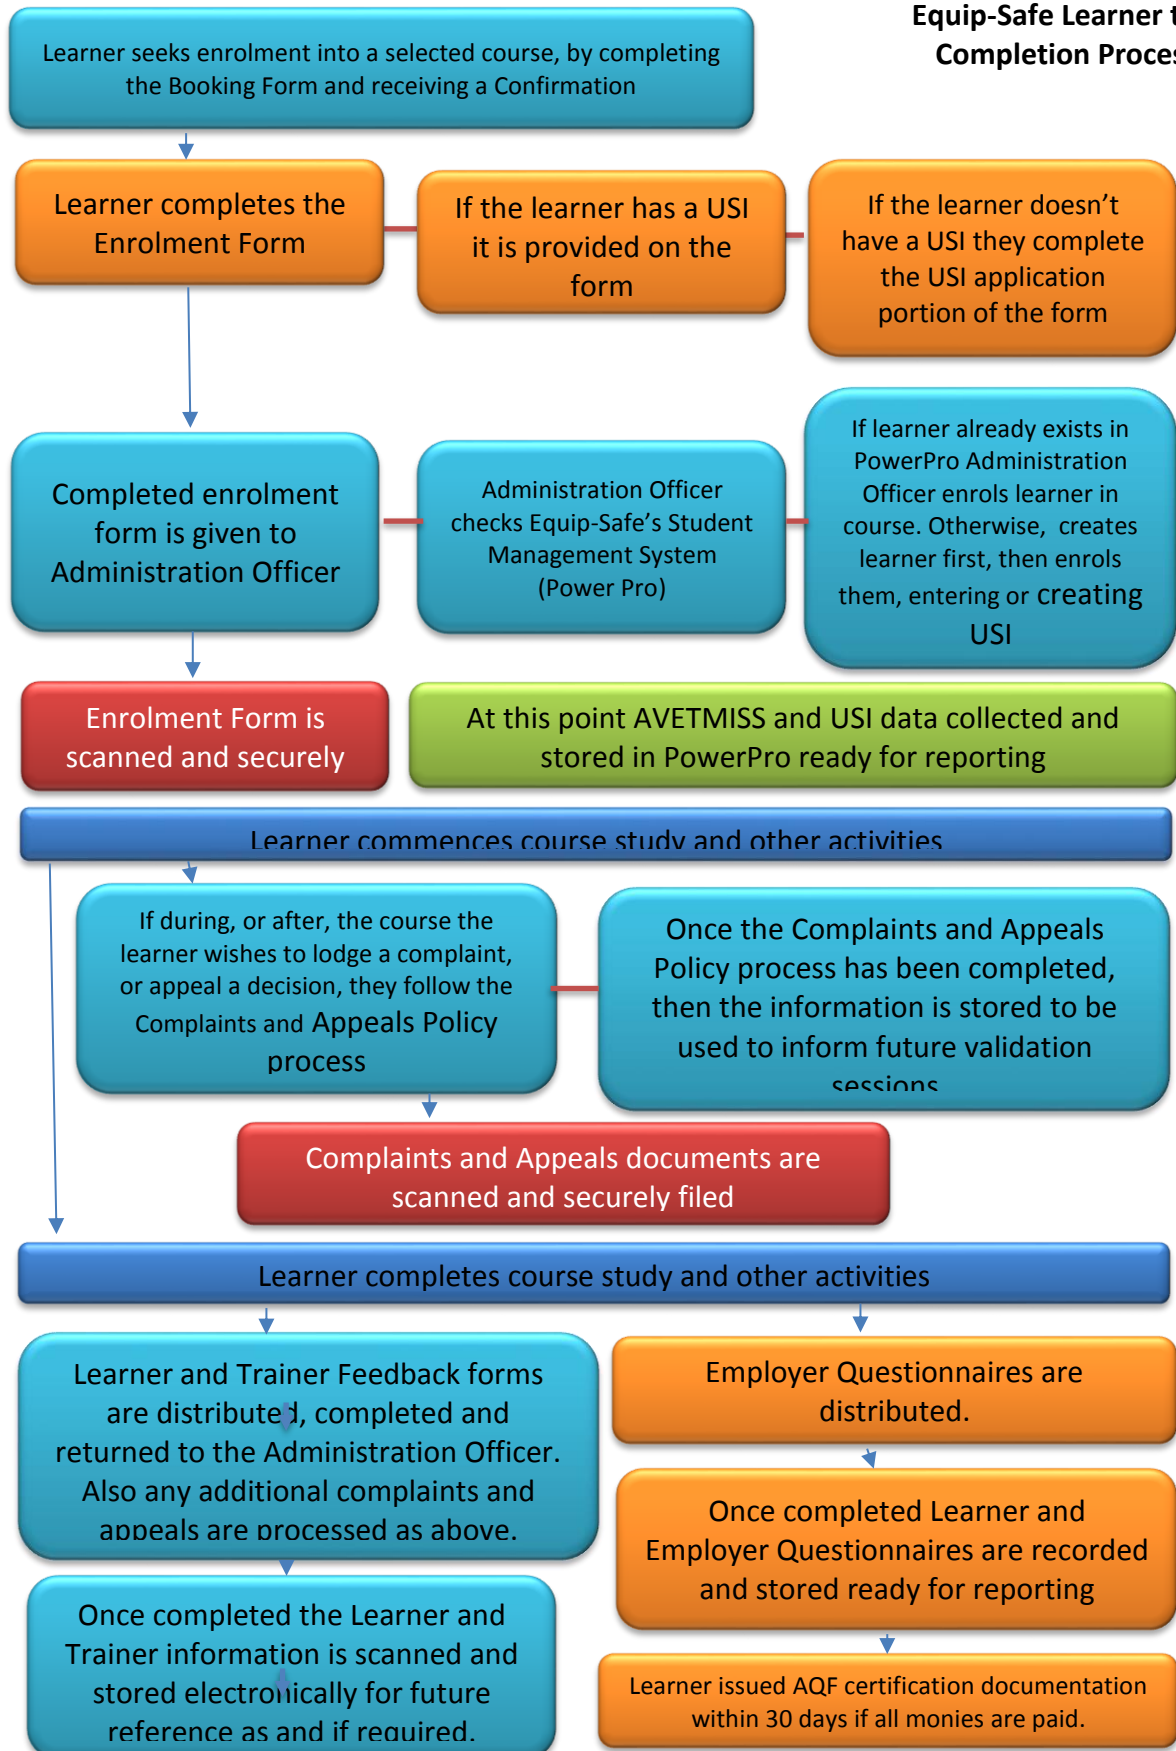 Equip-Safe Learner t
Completion Proces
Learner seeks enrolment into a selected course, by completing
the Booking Form and receiving a Confirmation
Learner completes the
Enrolment Form
If the learner has a USI
it is provided on the
form
If the learner doesn’t
have a USI they complete
the USI application
portion of the form
Completed enrolment
form is given to
Administration Officer
Administration Officer
checks Equip-Safe’s Student
Management System
(Power Pro)
If learner already exists in
PowerPro Administration
Officer enrols learner in
course. Otherwise, creates
learner first, then enrols
them, entering or creating
USI
Enrolment Form is
scanned and securely
At this point AVETMISS and USI data collected and
stored in PowerPro ready for reporting
Learner commences course study and other activities
If during, or after, the course the
learner wishes to lodge a complaint,
or appeal a decision, they follow the
Complaints and Appeals Policy
process
Once the Complaints and Appeals
Policy process has been completed,
then the information is stored to be
used to inform future validation
sessions
Complaints and Appeals documents are
scanned and securely filed
Learner completes course study and other activities
Learner and Trainer Feedback forms
are distributed, completed and
returned to the Administration Officer.
Also any additional complaints and
appeals are processed as above.
Employer Questionnaires are
distributed.
Once completed Learner and
Employer Questionnaires are recorded
and stored ready for reporting
Once completed the Learner and
Trainer information is scanned and
stored electronically for future
reference as and if required.
Learner issued AQF certification documentation
within 30 days if all monies are paid.